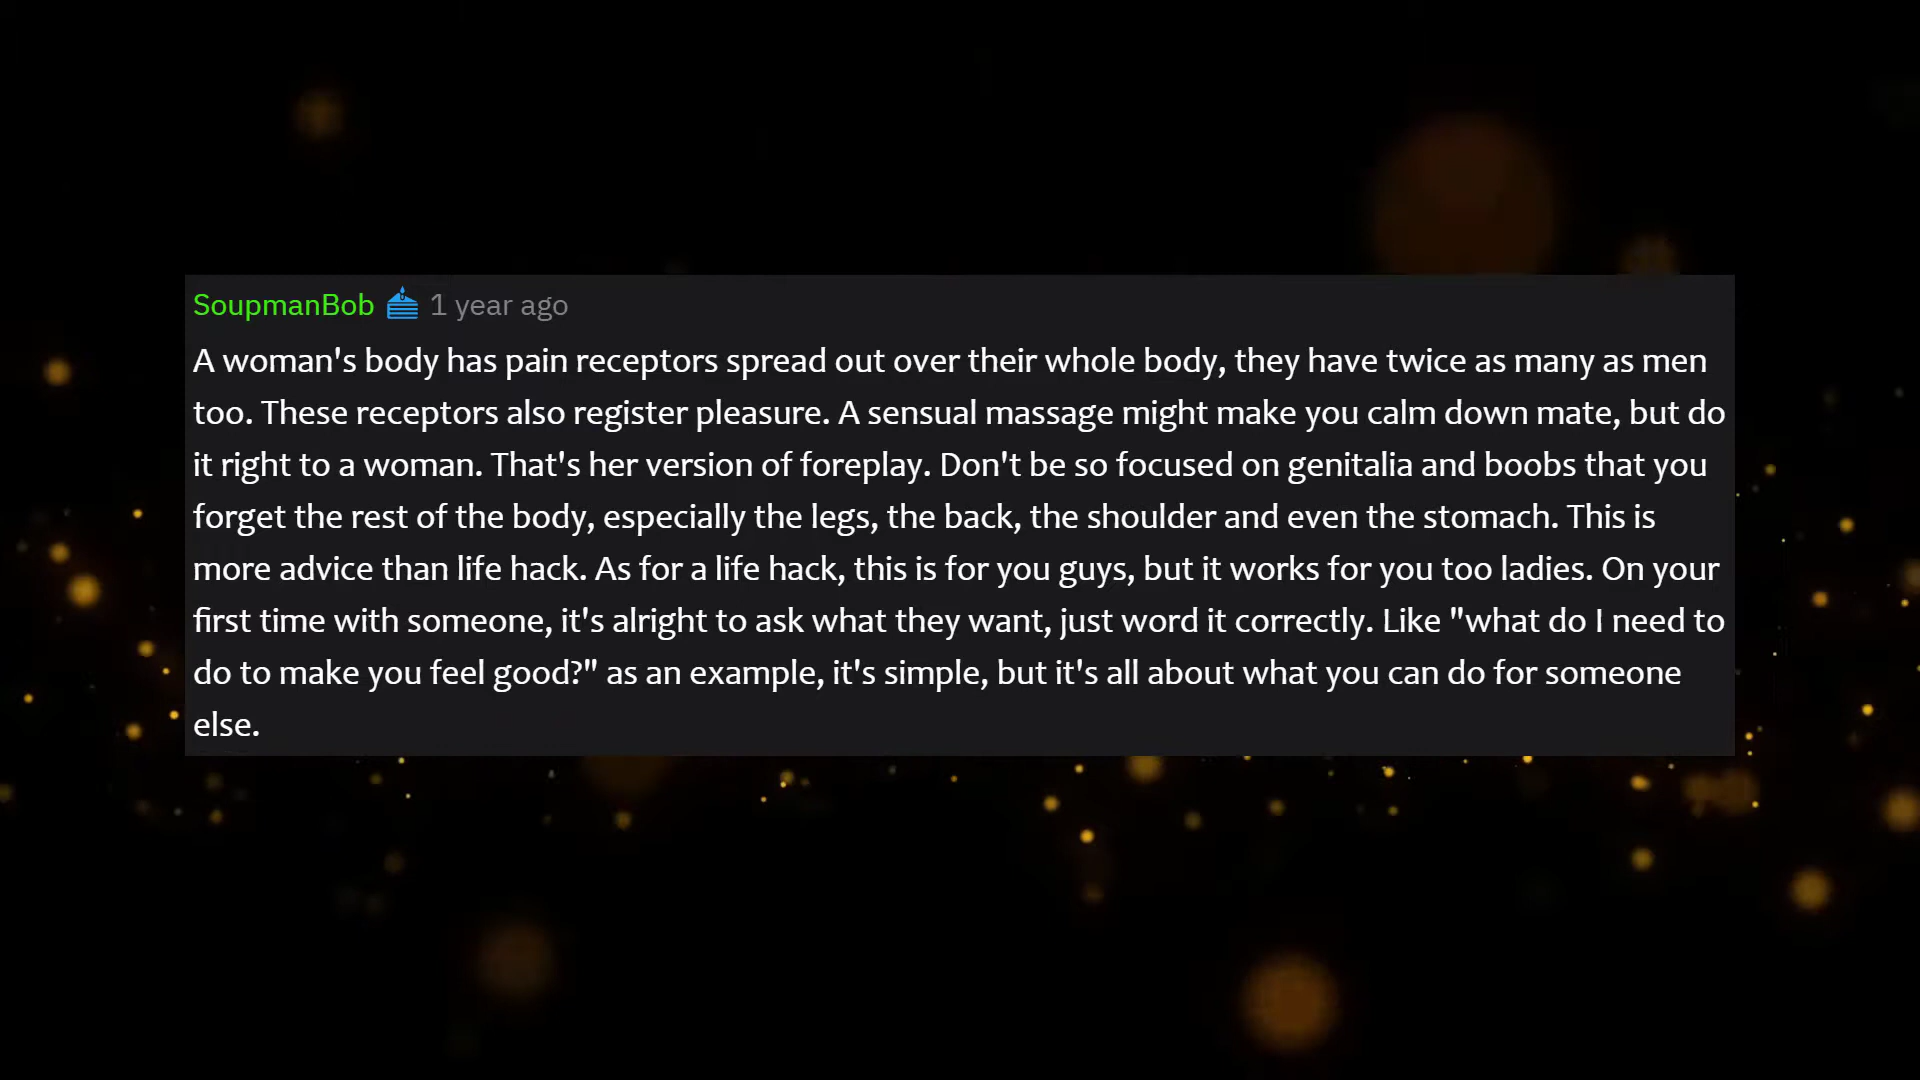 SoupmanBob 1 year ago
A woman's body has pain receptors spread out over their whole body, they have twice as many as men
too. These receptors also register pleasure. A sensual massage might make you calm down mate, but do
it right to a woman. That's her version of foreplay. Don't be so focused on genitalia and boobs that you
forget the rest of the body, especially the legs, the back, the shoulder and even the stomach. This is
more advice than life hack. As for a life hack, this is for you guys, but it works for you too ladies. On your
first time with someone, it's alright to ask what they want, just word it correctly. Like "what do I need to
do to make you feel good?" as an example, it's simple, but it's all about what you can do for someone
else.